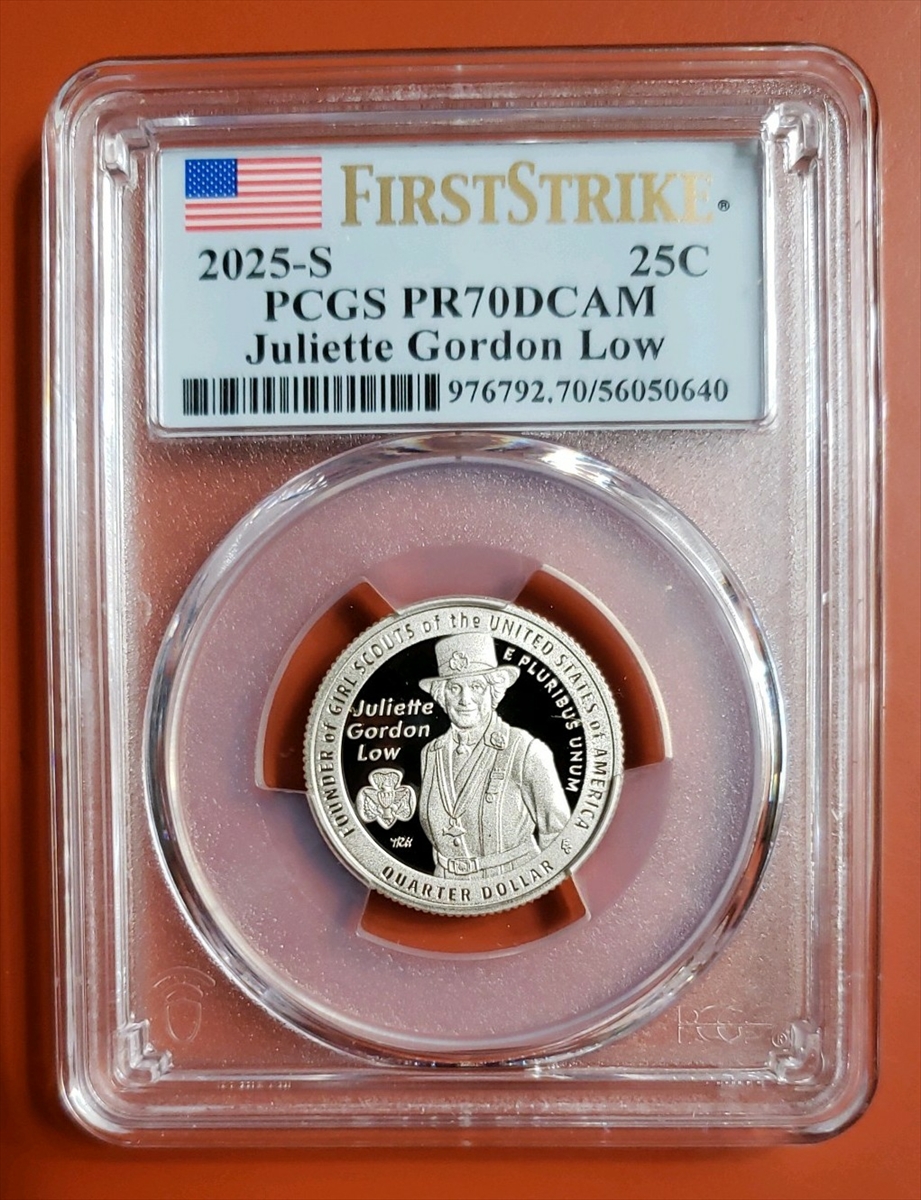 FIRSTSTRIKE®
2025-S 25C
PCGS PR70DCAM
Juliette Gordon Low
976792.70/56050640
FOUNDER of GIRL SCOUTS of the UNITED STATES OF AMERICA
E PLURIBUS UNUM
Juliette
Gordon
Low
QUARTER DOLLAR
PCGS